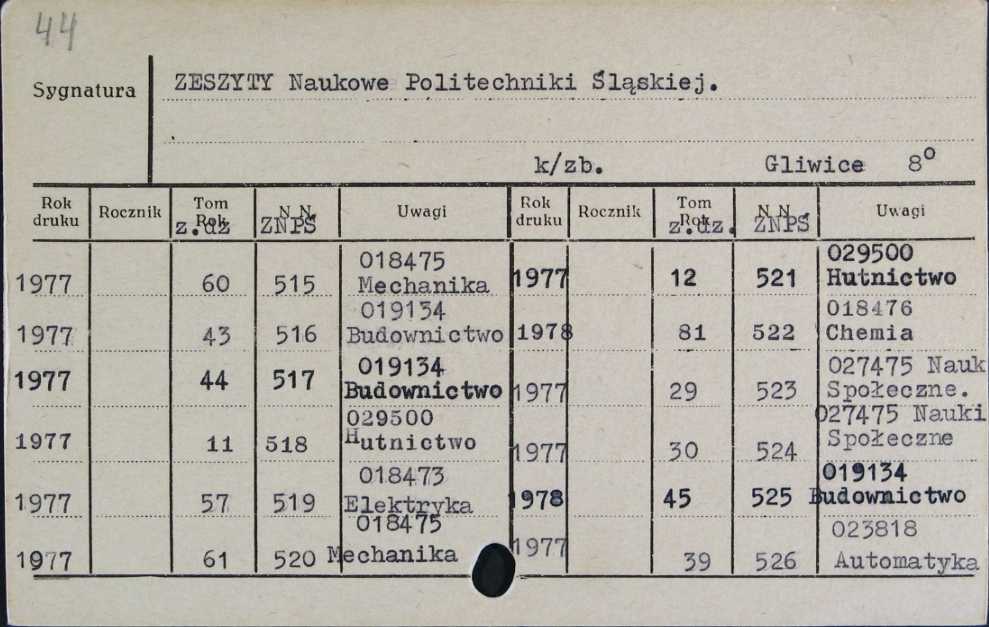 44
Sygnatura ZESZYTY Naukowe Politechniki Śląskiej.
k/zb. Gliwice 8º
Rok druku Rocznik Tom Rok z.dz N.N. ZNPS Uwagi Rok druku Rocznik Tom Rok z.dz. N.N. ZNPS Uwagi
1977 60 515 018475 Mechanika 1977 12 521 029500 Hutnictwo
1977 43 516 019134 Budownictwo 1978 81 522 018476 Chemia
1977 44 517 019134 Budownictwo 1977 29 523 027475 Nauk Społeczne.
1977 11 518 029500 Hutnictwo 1977 30 524 027475 Nauki Społeczne
1977 57 519 018473 Elektryka 1978 45 525 019134 Budownictwo
1977 61 520 018475 Mechanika 1977 39 526 023818 Automatyka